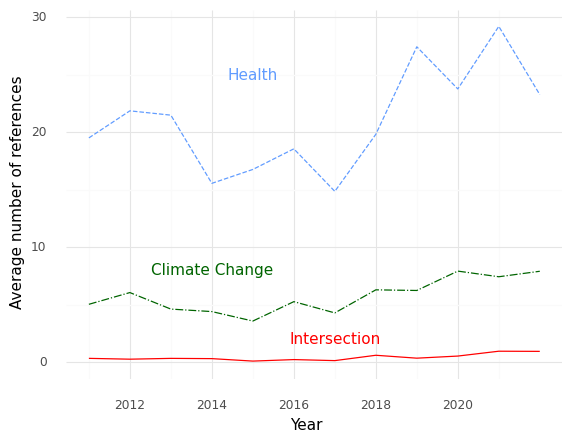 30
Health
20
Average number of references
10
Climate Change
Intersection
0
2012 2014 2016 2018 2020
Year